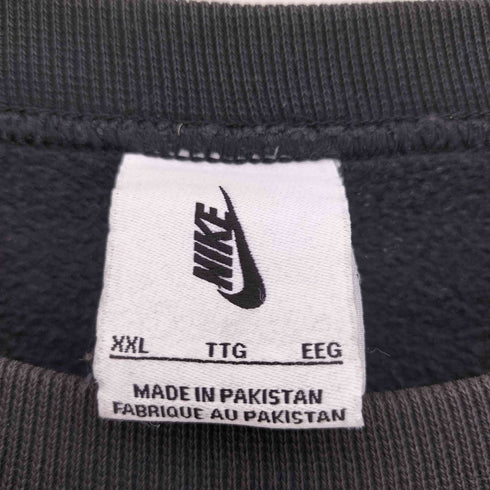 NIKE
XXL TTG EEG
MADE IN PAKISTAN
FABRIQUE AU PAKISTAN